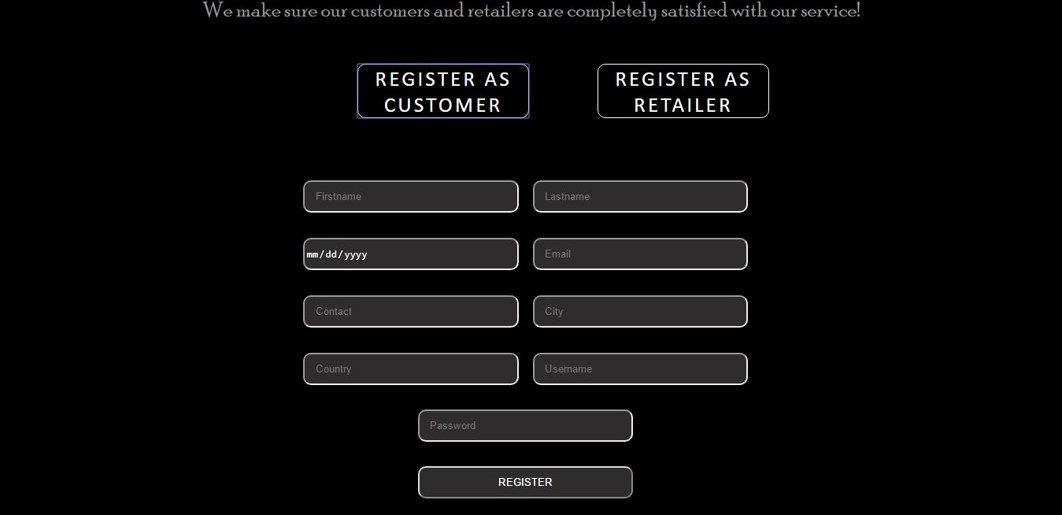 We make sure our customers and retailers are completely satisfied with our service!
REGISTER AS
CUSTOMER
REGISTER AS
RETAILER
Firstname
Lastname
mm/dd/yyyy
Email
Contact
City
Country
Username
Password
REGISTER